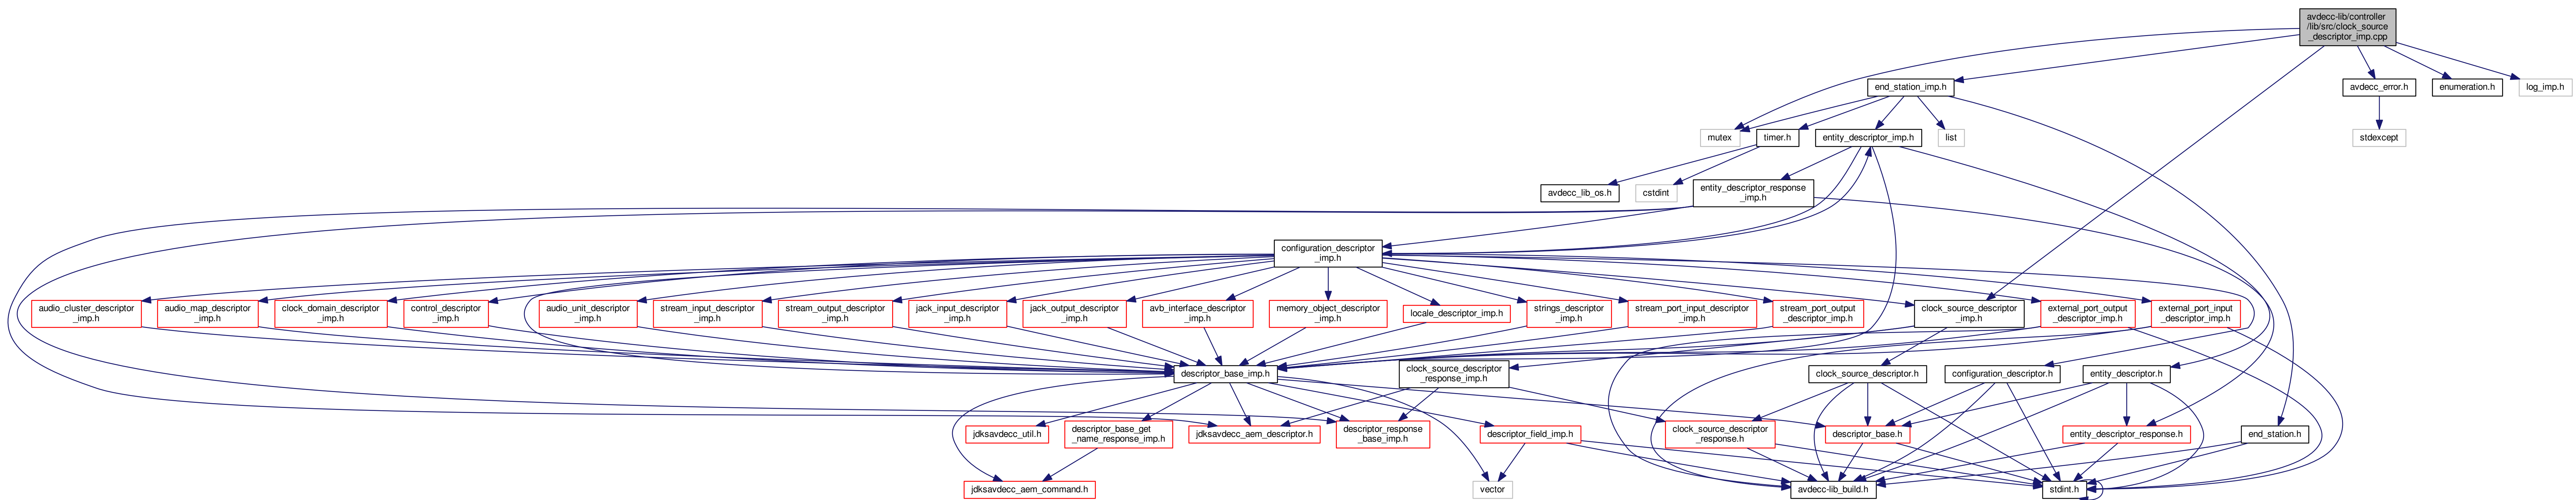 avdecc-lib/controller
/lib/src/clock_source
_descriptor_imp.cpp
end_station_imp.h
avdecc_error.h
enumeration.h
log_imp.h
mutex
timer.h
entity_descriptor_imp.h
list
stdexcept
avdecc_lib_os.h
cstdint
entity_descriptor_response
_imp.h
configuration_descriptor
_imp.h
audio_cluster_descriptor
_imp.h
audio_map_descriptor
_imp.h
clock_domain_descriptor
_imp.h
control_descriptor
_imp.h
audio_unit_descriptor
_imp.h
stream_input_descriptor
_imp.h
stream_output_descriptor
_imp.h
jack_input_descriptor
_imp.h
jack_output_descriptor
_imp.h
avb_interface_descriptor
_imp.h
memory_object_descriptor
_imp.h
locale_descriptor_imp.h
strings_descriptor
_imp.h
stream_port_input_descriptor
_imp.h
stream_port_output
_descriptor_imp.h
clock_source_descriptor
_imp.h
external_port_output
_descriptor_imp.h
external_port_input
_descriptor_imp.h
descriptor_base_imp.h
clock_source_descriptor
_response_imp.h
clock_source_descriptor.h
configuration_descriptor.h
entity_descriptor.h
jdksavdecc_util.h
descriptor_base_get
_name_response_imp.h
jdksavdecc_aem_descriptor.h
descriptor_response
_base_imp.h
descriptor_field_imp.h
clock_source_descriptor
_response.h
descriptor_base.h
entity_descriptor_response.h
end_station.h
jdksavdecc_aem_command.h
vector
avdecc-lib_build.h
stdint.h